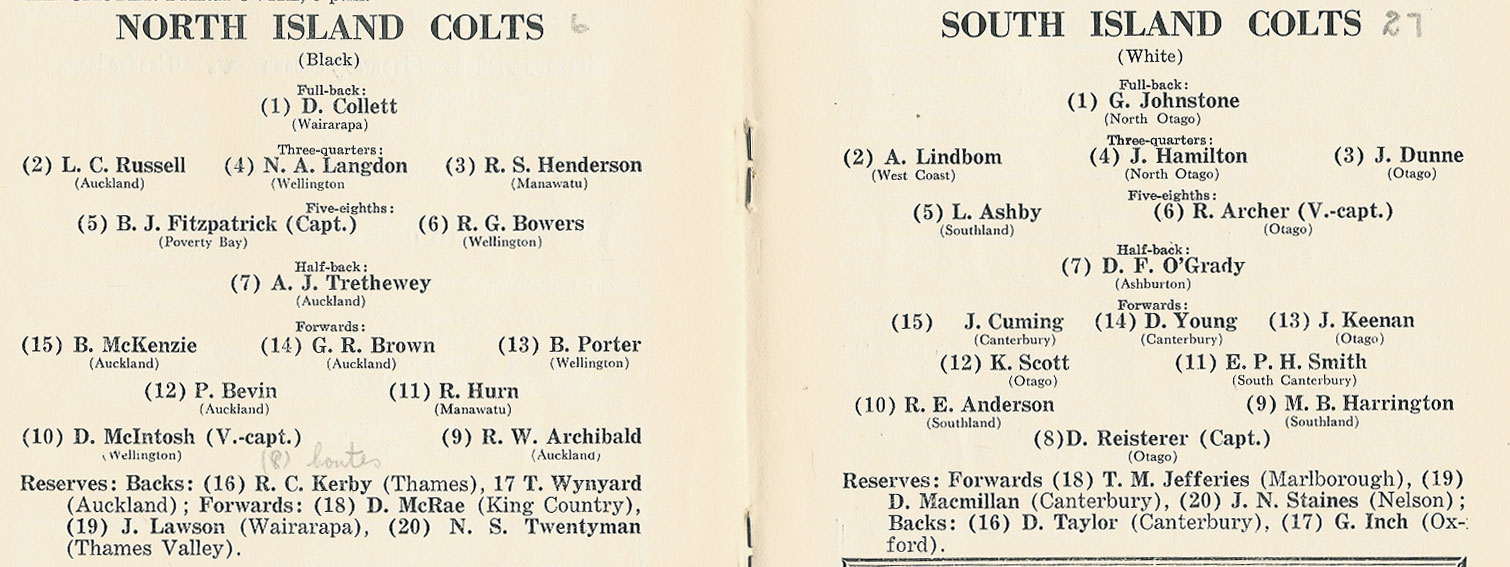 NORTH ISLAND COLTS 6
(Black)
Full-back:
(1) D. Collett
(Wairarapa)
Three-quarters:
(2) L. C. Russell (4) N. A. Langdon (3) R. S. Henderson
(Auckland) (Wellington (Manawatu)
Five-eighths:
(5) B. J. Fitzpatrick (Capt.) (6) R. G. Bowers
(Poverty Bay) (Wellington)
Half-back:
(7) A. J. Trethewey
(Auckland)
Forwards:
(15) B. McKenzie (14) G. R. Brown (13) B. Porter
(Auckland) (Auckland) (Wellington)
(12) P. Bevin (11) R. Hurn
(Auckland) (Manawatu)
(10) D. McIntosh (V.-capt.) (9) R. W. Archibald
(Wellington) (Auckland)
(8)
Reserves: Backs: (16) R. C. Kerby (Thames), 17 T. Wynyard
(Auckland); Forwards: (18) D. McRae (King Country),
(19) J. Lawson (Wairarapa), (20) N. S. Twentyman
(Thames Valley).
SOUTH ISLAND COLTS 27
(White)
Full-back:
(1) G. Johnstone
(North Otago)
Three-quarters:
(2) A. Lindbom (4) J. Hamilton (3) J. Dunne
(West Coast) (North Otago) (Otago)
Five-eighths:
(5) L. Ashby (6) R. Archer (V.-capt.)
(Southland) (Otago)
Half-back:
(7) D. F. O'Grady
(Ashburton)
Forwards:
(15) J. Cuming (14) D. Young (13) J. Keenan
(Canterbury) (Canterbury) (Otago)
(12) K. Scott (11) E. P. H. Smith
(Otago) (South Canterbury)
(10) R. E. Anderson (9) M. B. Harrington
(Southland) (Southland)
(8)D. Reisterer (Capt.)
(Otago)
Reserves: Forwards (18) T. M. Jefferies (Marlborough), (19)
D. Macmillan (Canterbury), (20) J. N. Staines (Nelson);
Backs: (16) D. Taylor (Canterbury), (17) G. Inch (Ox-
ford).